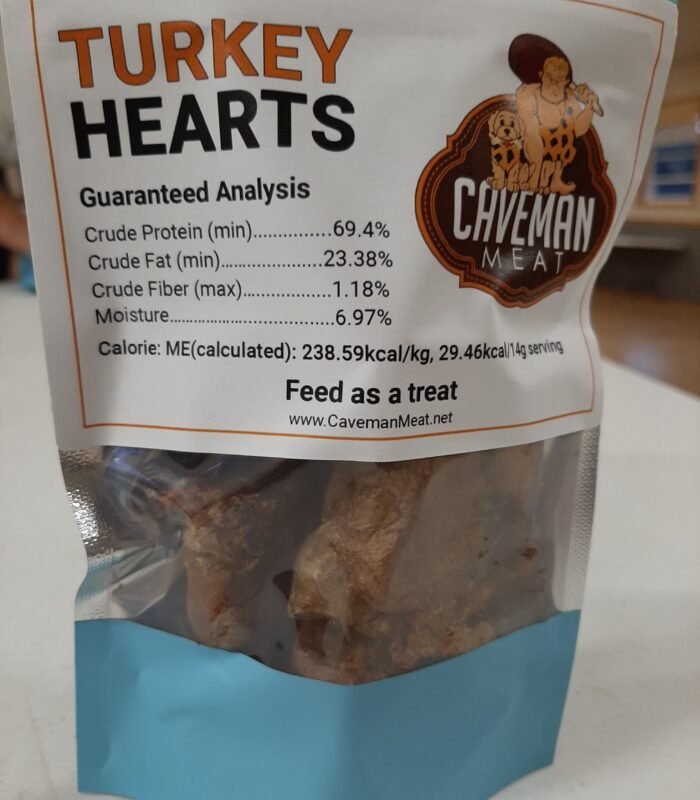 TURKEY
HEARTS
Guaranteed Analysis
Crude Protein (min)..............69.4%
Crude Fat (min)....................23.38%
Crude Fiber (max)................1.18%
Moisture................................6.97%
Calorie: ME(calculated): 238.59kcal/kg, 29.46kcal/14g serving
Feed as a treat
www.CavemanMeat.net
CAVEMAN
MEAT